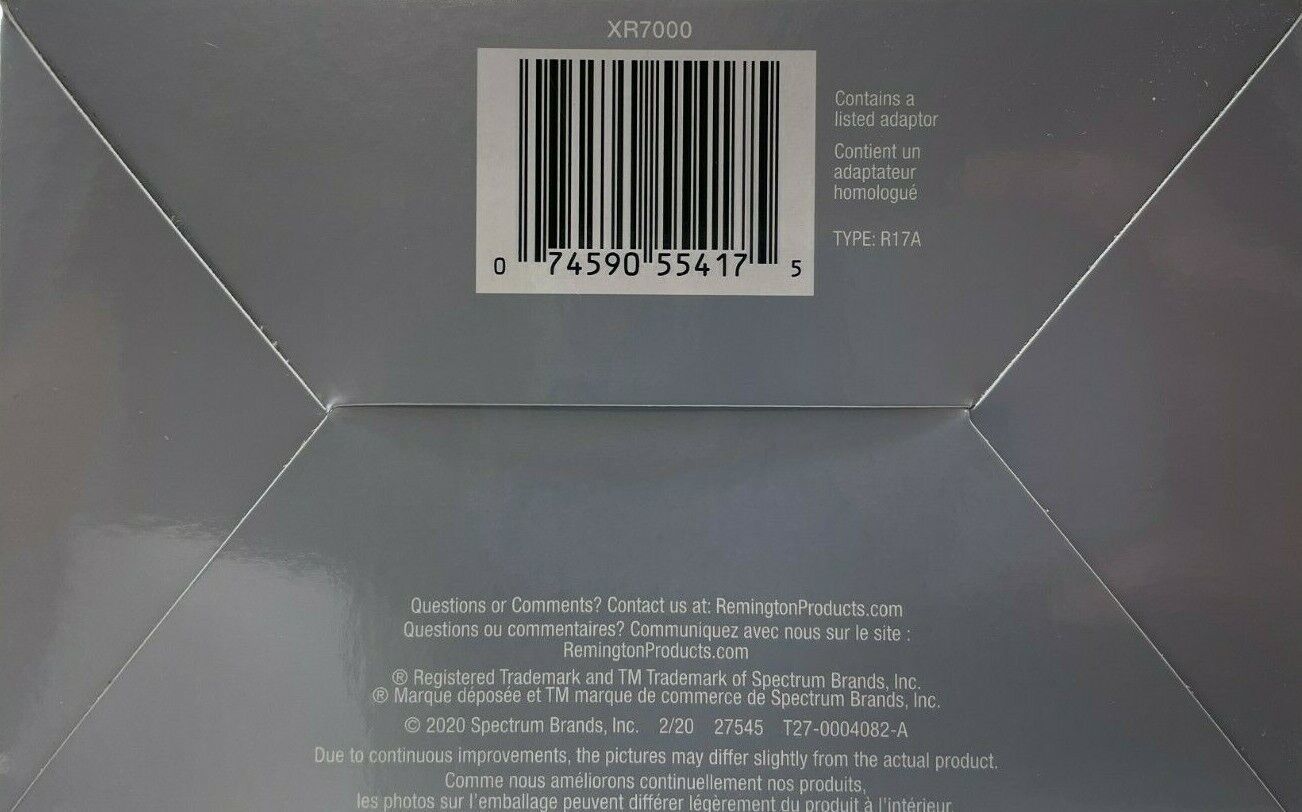 XR7000
0 74590 55417 5
Contains a
listed adaptor
Contient un
adaptateur
homologué
TYPE: R17A
Questions or Comments? Contact us at: RemingtonProducts.com
Questions ou commentaires? Communiquez avec nous sur le site :
RemingtonProducts.com
® Registered Trademark and TM Trademark of Spectrum Brands, Inc.
® Marque déposée et TM marque de commerce de Spectrum Brands, Inc.
© 2020 Spectrum Brands, Inc. 2/20 27545 T27-0004082-A
Due to continuous improvements, the pictures may differ slightly from the actual product.
Comme nous améliorons continuellement nos produits,
les photos sur l'emballage peuvent différer légèrement du produit à l'intérieur.